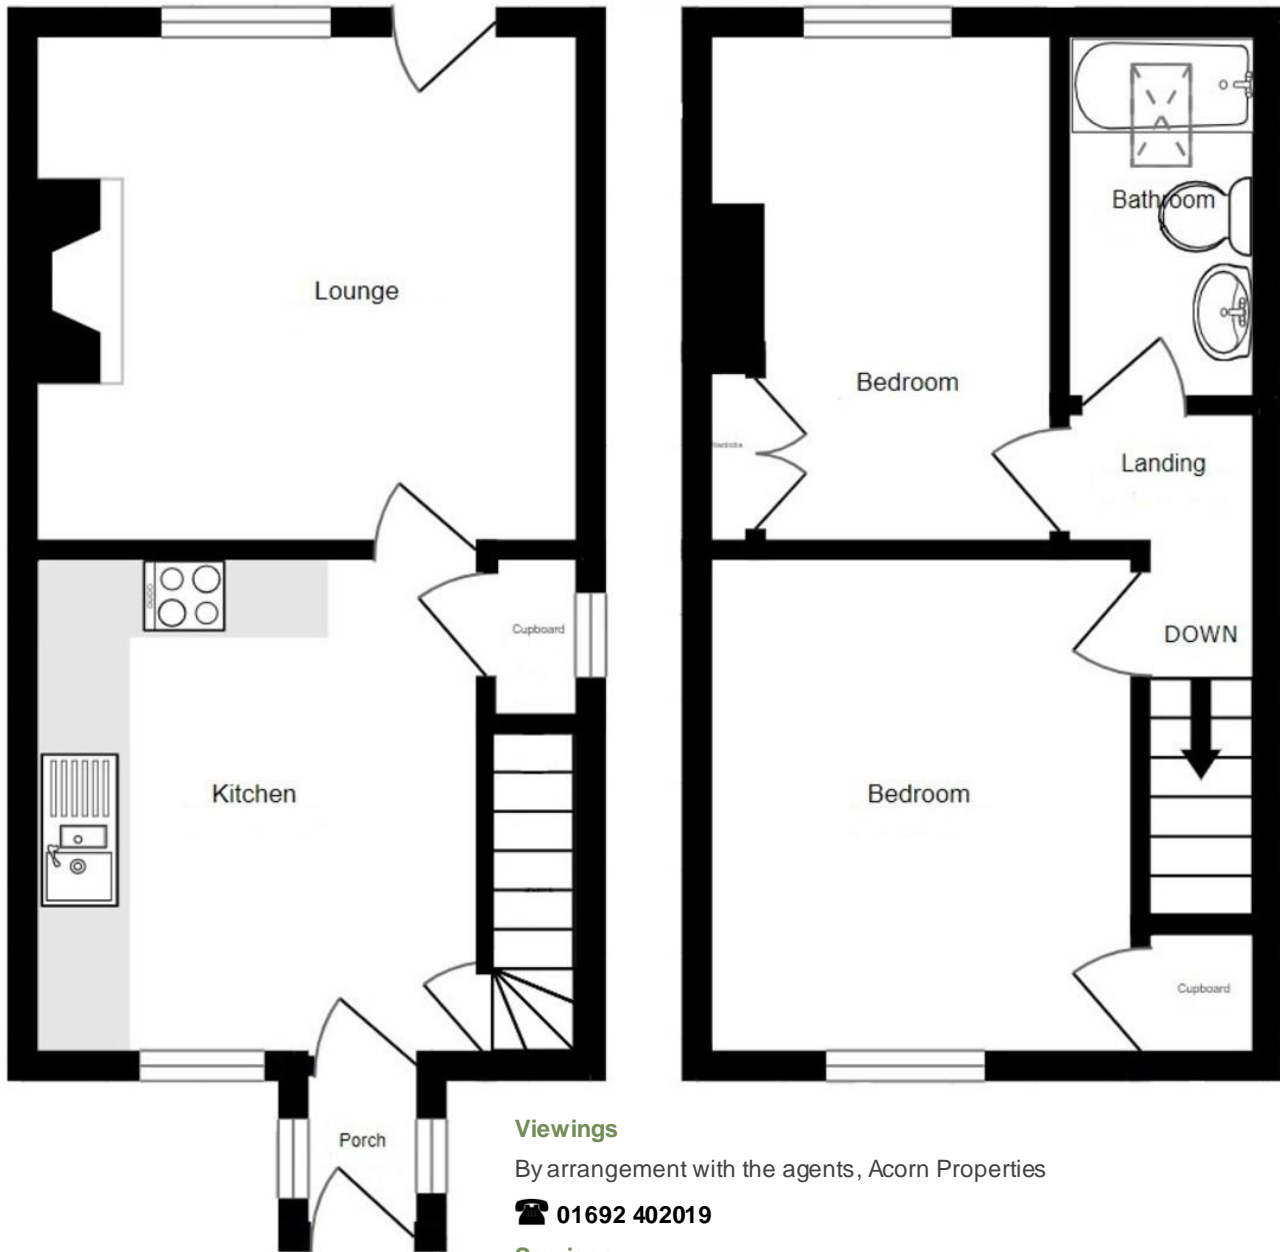 Lounge
Bathroom
Bedroom
Wardrobe
Landing
Cupboard
DOWN
Kitchen
Bedroom
Cupboard
Porch
Viewings
By arrangement with the agents, Acorn Properties
☎ 01692 402019